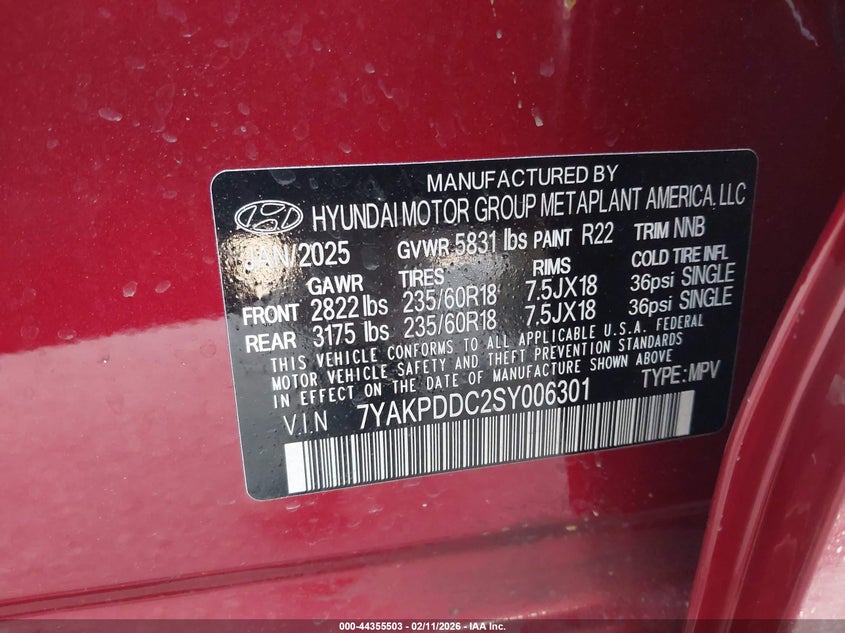 MANUFACTURED BY
HYUNDAI MOTOR GROUP METAPLANT AMERICA, LLC
JAN/2025 GVWR 5831 lbs PAINT R22 TRIM NNB
GAWR TIRES RIMS COLD TIRE INFL
FRONT 2822 lbs 235/60R18 7.5JX18 36psi SINGLE
REAR 3175 lbs 235/60R18 7.5JX18 36psi SINGLE
THIS VEHICLE CONFORMS TO ALL APPLICABLE U.S.A. FEDERAL
MOTOR VEHICLE SAFETY AND THEFT PREVENTION STANDARDS
IN EFFECT ON THE DATE OF MANUFACTURE SHOWN ABOVE
V.I.N 7YAKPDDC2SY006301 TYPE: MPV
000-44355503 - 02/11/2026 - IAA Inc.